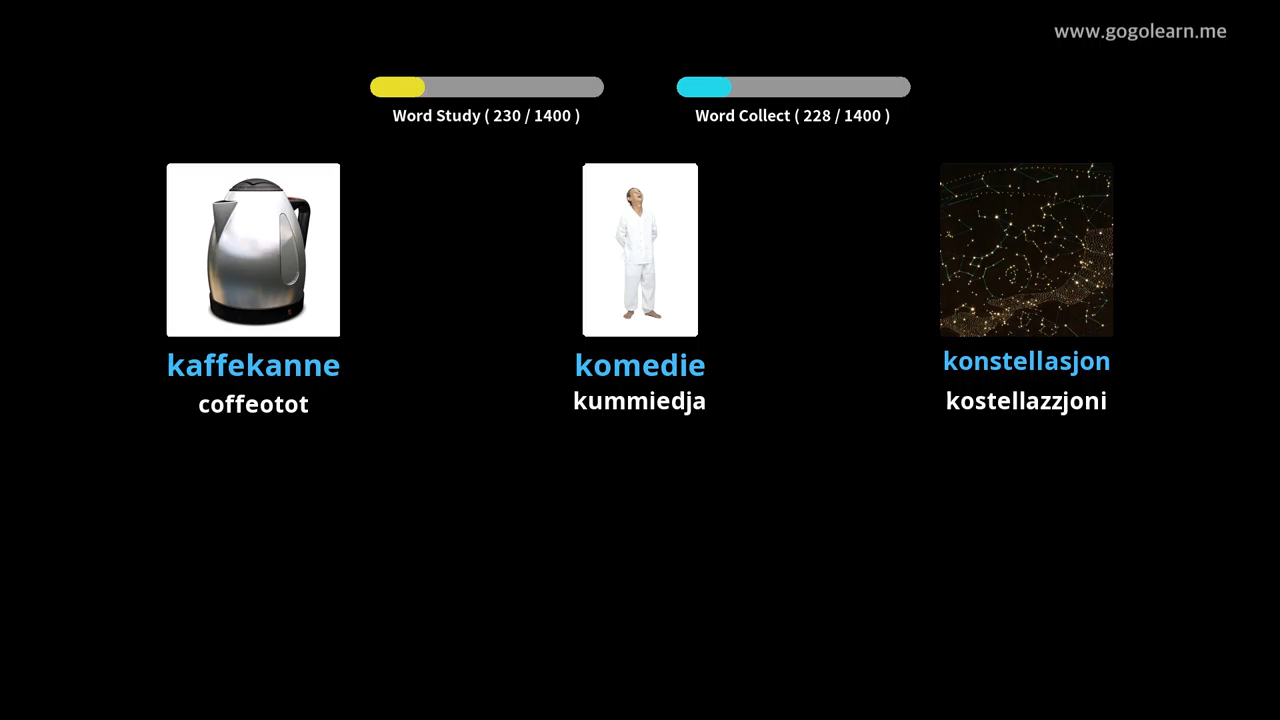 www.gogolearn.me
Word Study ( 230 / 1400 )
Word Collect ( 228 / 1400 )
kaffekanne
coffeotot
komedie
kummiedja
konstellasjon
kostellazzjoni